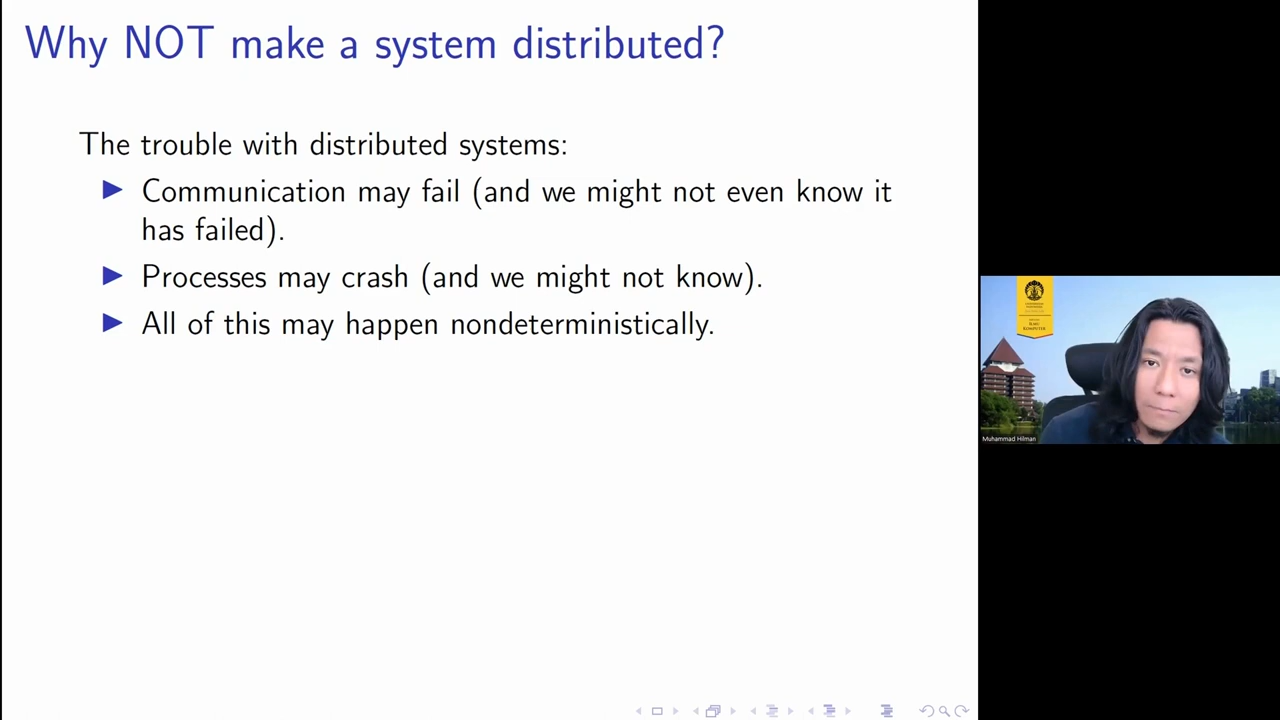 Why NOT make a system distributed?
The trouble with distributed systems:
Communication may fail (and we might not even know it
has failed).
Processes may crash (and we might not know).
All of this may happen nondeterministically.
ILMU
KOMPUTER
Muhammad Hilman